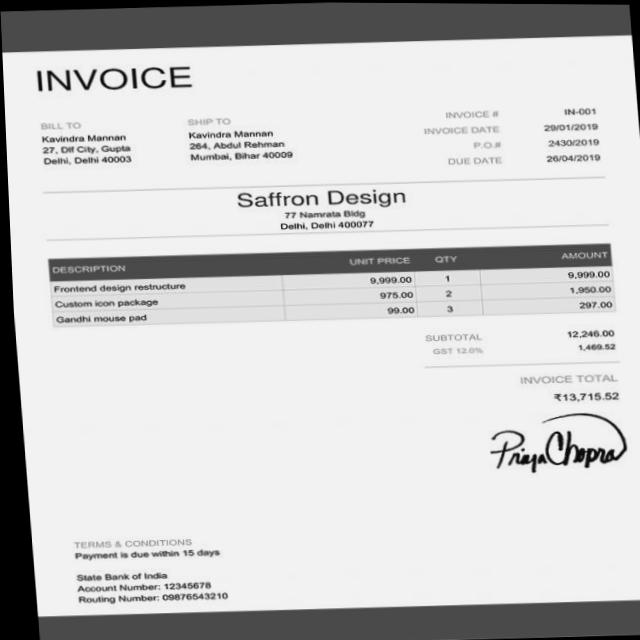 INVOICE
BILL TO
Kavindra Mannan
27, Dlf City, Gupta
Delhi, Delhi 40003
SHIP TO
Kavindra Mannan
264, Abdul Rehman
Mumbai, Bihar 40009
INVOICE # IN-001
INVOICE DATE 29/01/2019
P.O.# 2430/2019
DUE DATE 26/04/2019
Saffron Design
77 Namrata Bldg
Delhi, Delhi 400077
DESCRIPTION UNIT PRICE QTY AMOUNT
Frontend design restructure 9,999.00 1 9,999.00
Custom icon package 975.00 2 1,950.00
Gandhi mouse pad 99.00 3 297.00
SUBTOTAL 12,246.00
GST 12.0% 1,469.52
INVOICE TOTAL
₹13,715.52
Priya Chopra
TERMS & CONDITIONS
Payment is due within 15 days
State Bank of India
Account Number: 12345678
Routing Number: 09876543210